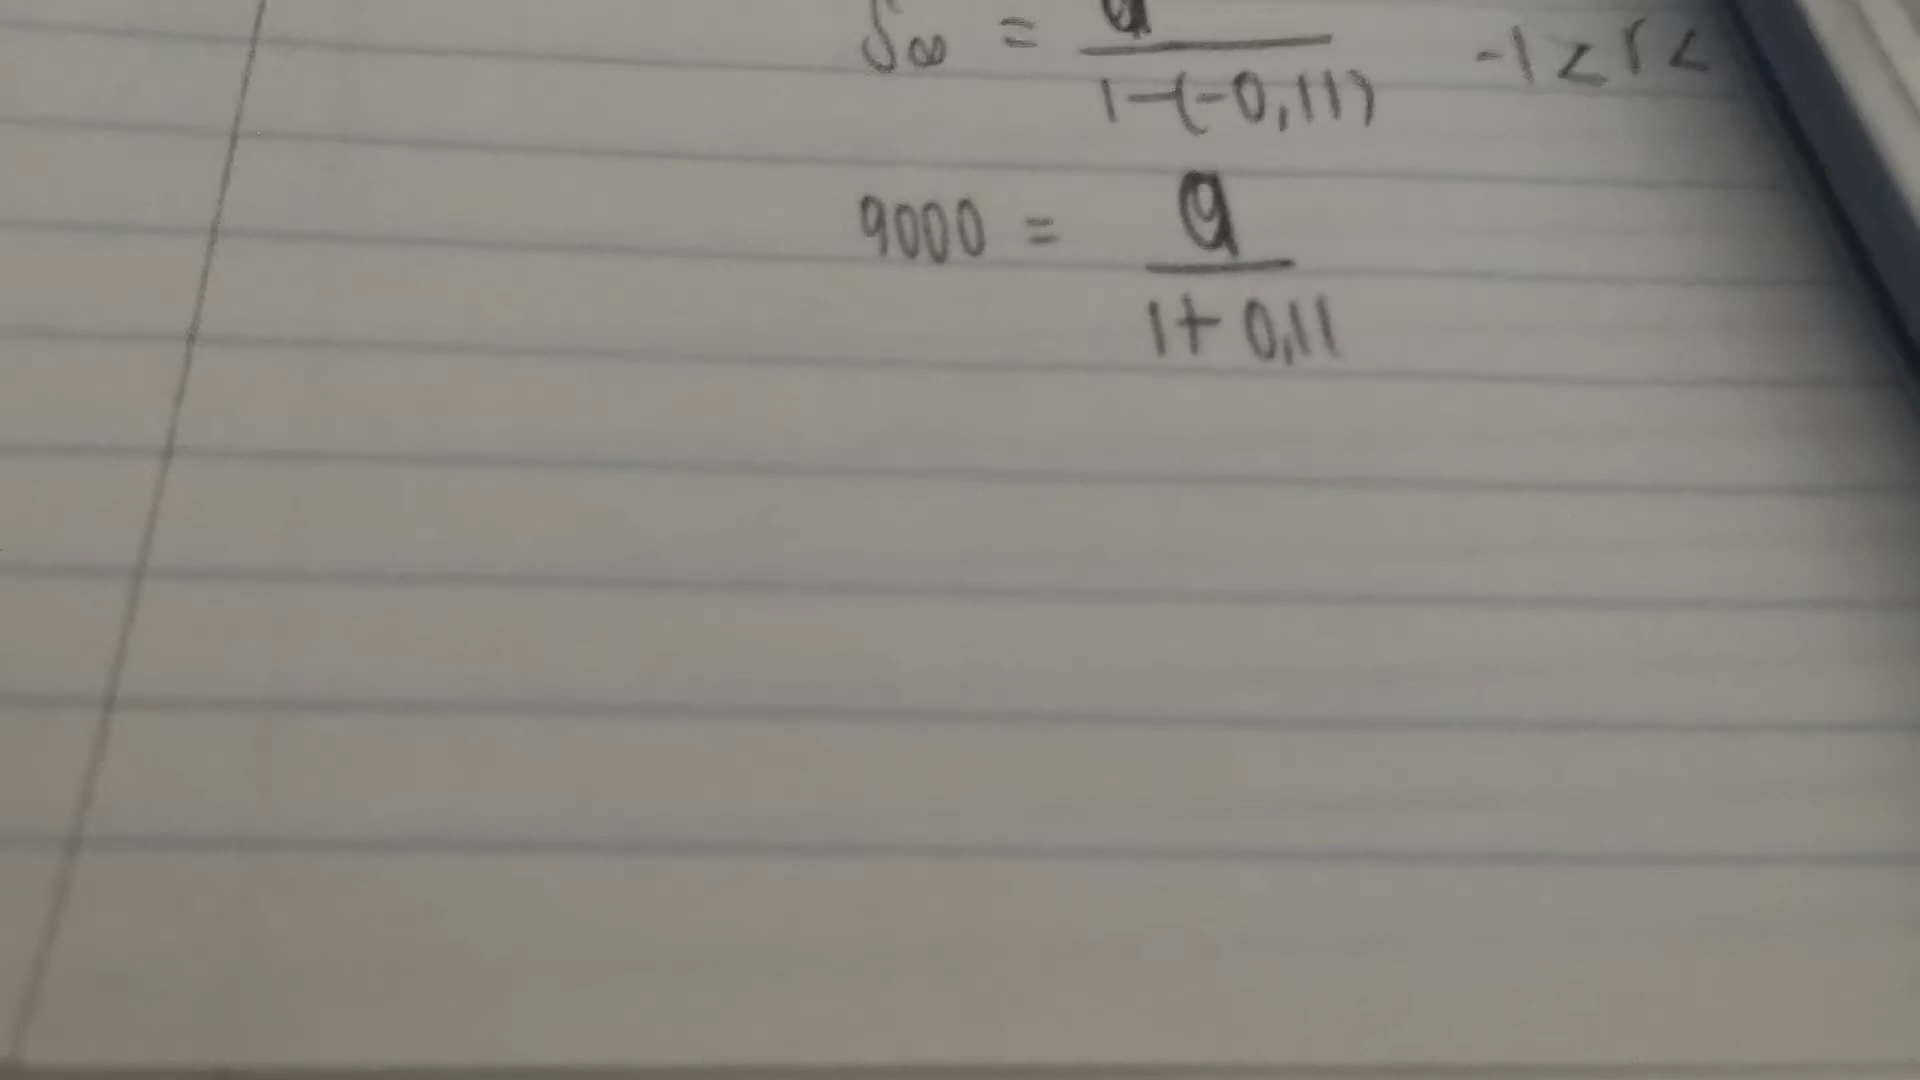 S∞ = a / 1-(-0,11) -1 < r <
9000 = a / 1 + 0,11